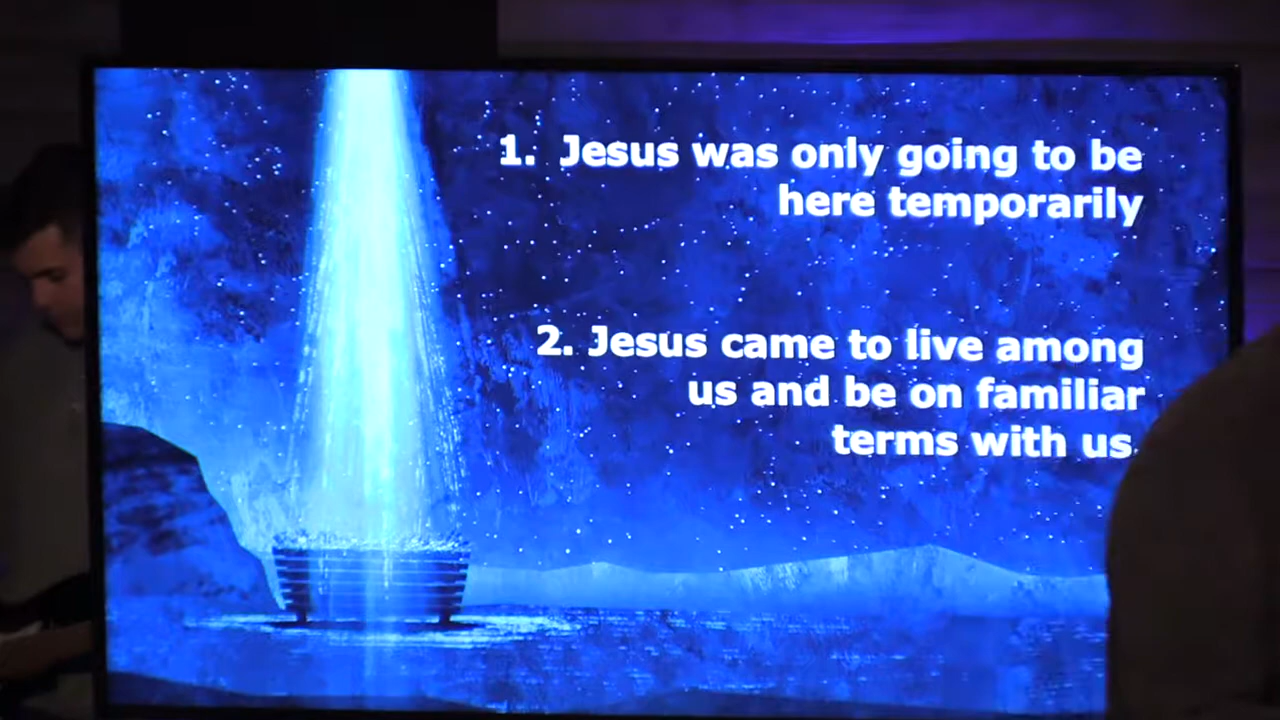 1. Jesus was only going to be
here temporarily
2. Jesus came to live among
us and be on familiar
terms with us.